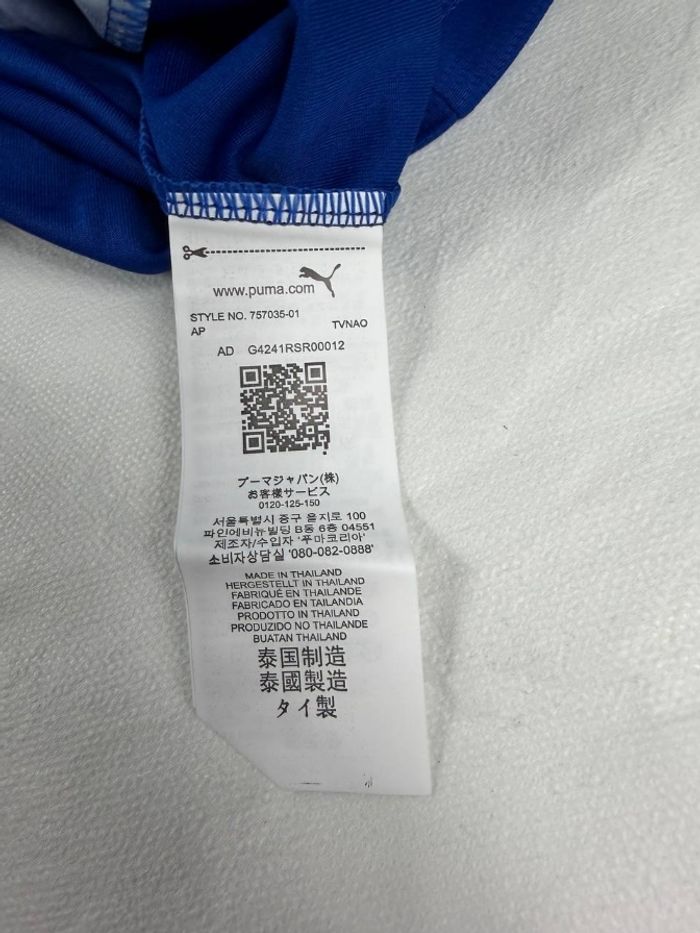 www.puma.com
STYLE NO. 757035-01
AP TVNAO
AD G4241RSR00012
プーマジャパン(株)
お客様サービス
0120-125-150
서울특별시 중구 을지로 100
파인에비뉴빌딩 B동 6층 04551
제조자/수입자 '푸마코리아'
소비자상담실 '080-082-0888'
MADE IN THAILAND
HERGESTELLT IN THAILAND
FABRIQUÉ EN THAILANDE
FABRICADO EN TAILANDIA
PRODOTTO IN THAILAND
PRODUZIDO NO THAILANDE
BUATAN THAILAND
泰国制造
泰國製造
タイ製